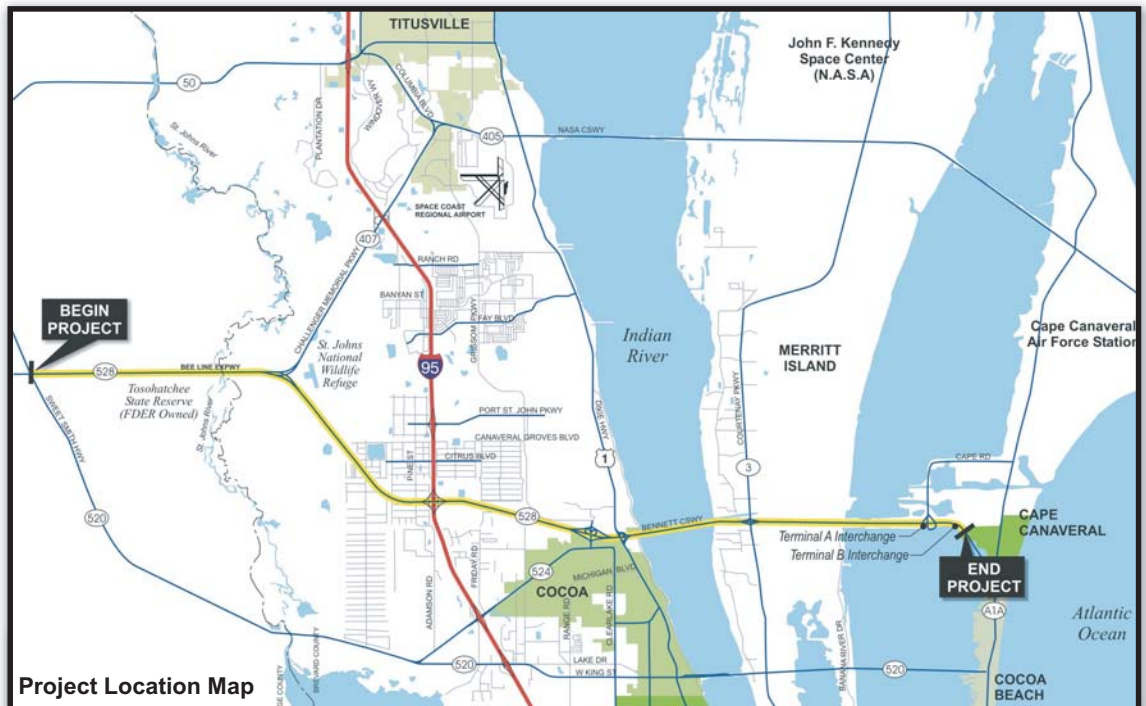 TITUSVILLE
John F. Kennedy
Space Center
(N.A.S.A)
50
COLUMBIA BLVD
WINDOVER WY
PLANTATION DR
St. Johns River
405
NASA CSWY
SPACE COAST
REGIONAL AIRPORT
407
RANCH RD
BANYAN ST
GRISSOM PKWY
FAY BLVD
CHALLENGER MEMORIAL PKWY
BEGIN
PROJECT
Indian
River
Cape Canaveral
Air Force Station
St. Johns
National
Wildlife
Refuge
MERRITT
ISLAND
95
528
BEE LINE EXPWY
Tosohatchee
State Reserve
(FDER Owned)
St. Johns River
SWEET SMITH HWY
DIXIE HWY
COURTENAY PKWY
PORT ST. JOHN PKWY
CANAVERAL GROVES BLVD
CITRUS BLVD
PINE ST
1
3
CAPE RD
520
528
BENNETT CSWY
Terminal A Interchange
Terminal B Interchange
CAPE
CANAVERAL
END
PROJECT
524
MICHIGAN BLVD
COCOA
FRIDAY RD
ADAMSON RD
RANGE RD
CLEARLAKE RD
A1A
Atlantic
Ocean
BREVARD COUNTY
GE COUNTY
520
LAKE DR
W KING ST
BANANA RIVER DR
520
COCOA
BEACH
Project Location Map